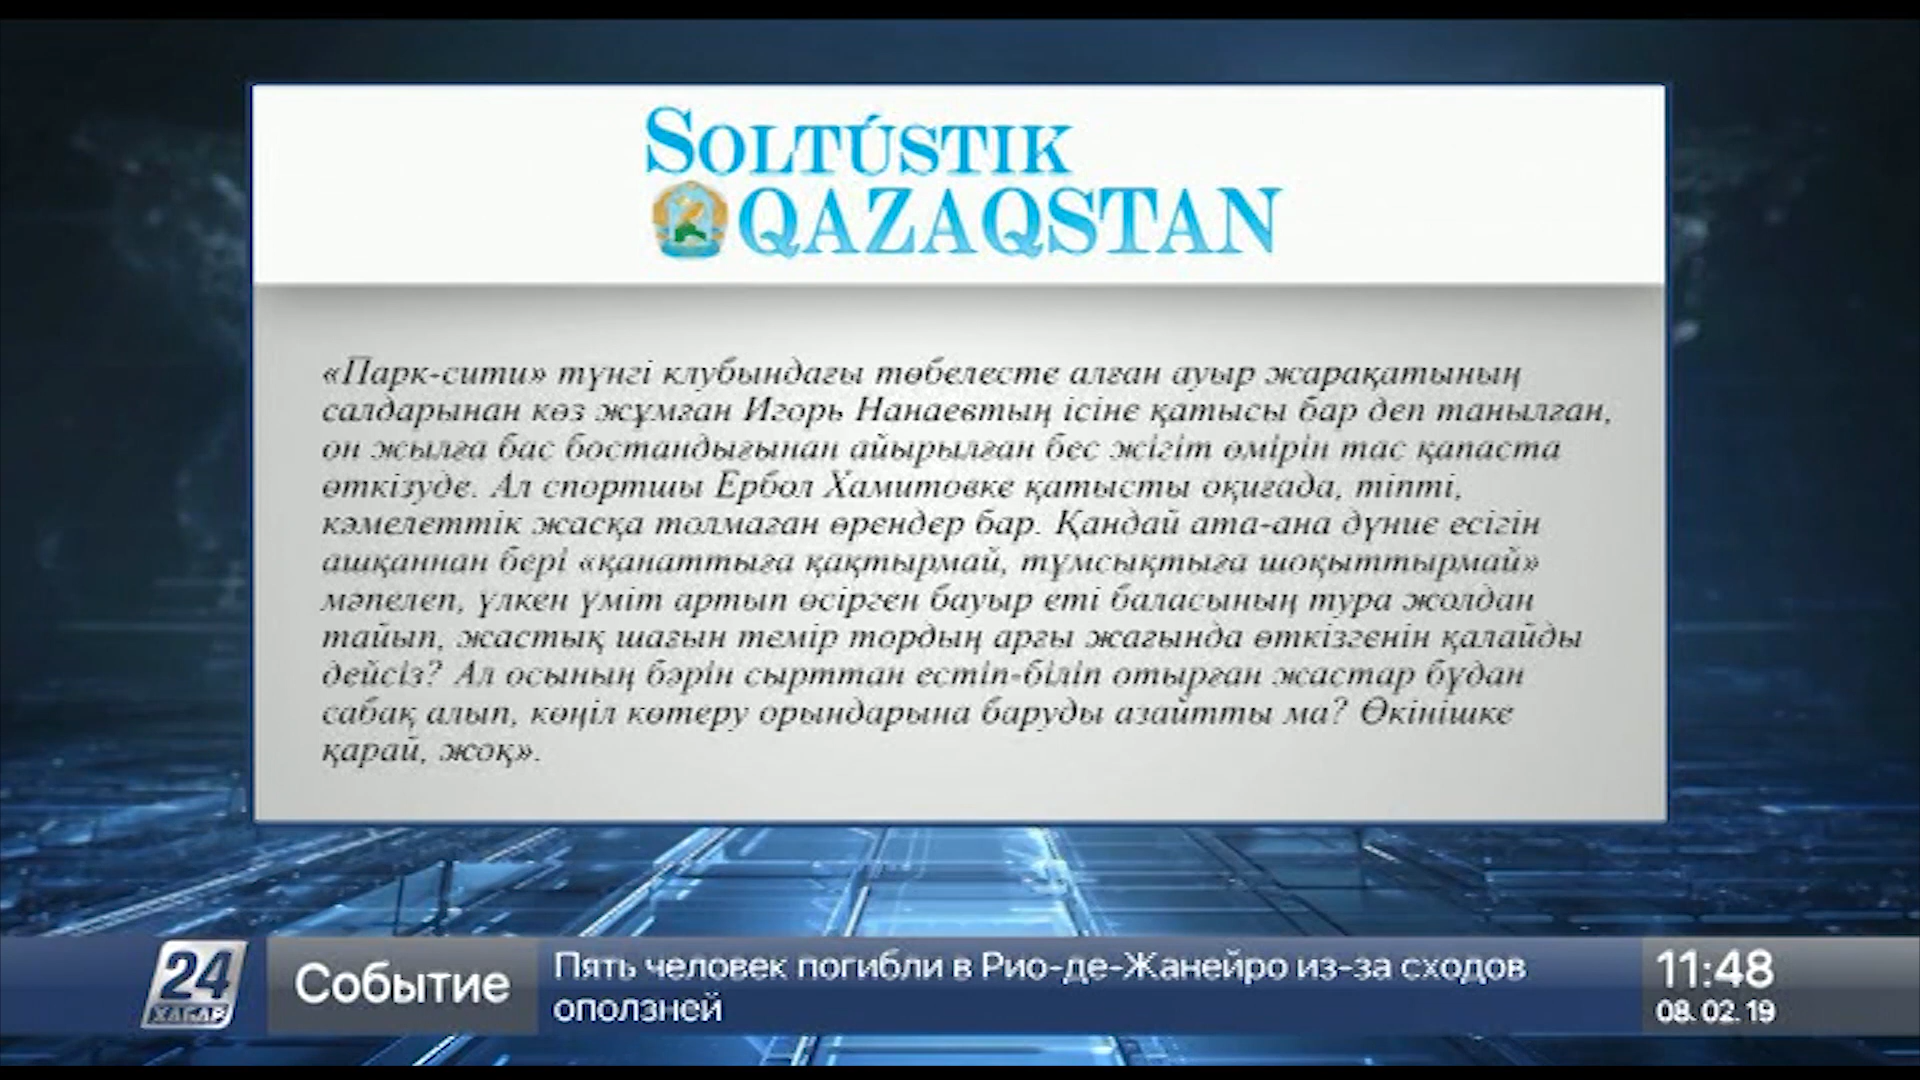 SOLTÚSTIK
QAZAQSTAN
«Парк-сити» түнгі клубындағы төбелесте алған ауыр жарақатының
салдарынан көз жұмған Игорь Нанаевтың ісіне қатысы бар деп танылған,
он жылға бас бостандығынан айырылған бес жігіт өмірін тас қапаста
өткізуде. Ал спортшы Ербол Хамитовке қатысты оқиғада, тіпті,
кәмелеттік жасқа толмаған өрендер бар. Қандай ата-ана дүние есігін
ашқаннан бері «қанаттыға қақтырмай, тұмсықтыға шоқыттырмай»
мәпелеп, үлкен үміт артып өсірген бауыр еті баласының тура жолдан
тайып, жастық шағын темір тордың арғы жағында өткізгенін қалайды
дейсіз? Ал осының бәрін сырттан естіп-біліп отырған жастар бұдан
сабақ алып, көңіл көтеру орындарына баруды азайтты ма? Өкінішке
қарай, жоқ».
24
ХАБАР
Событие
Пять человек погибли в Рио-де-Жанейро из-за сходов
оползней
11:48
08.02.19